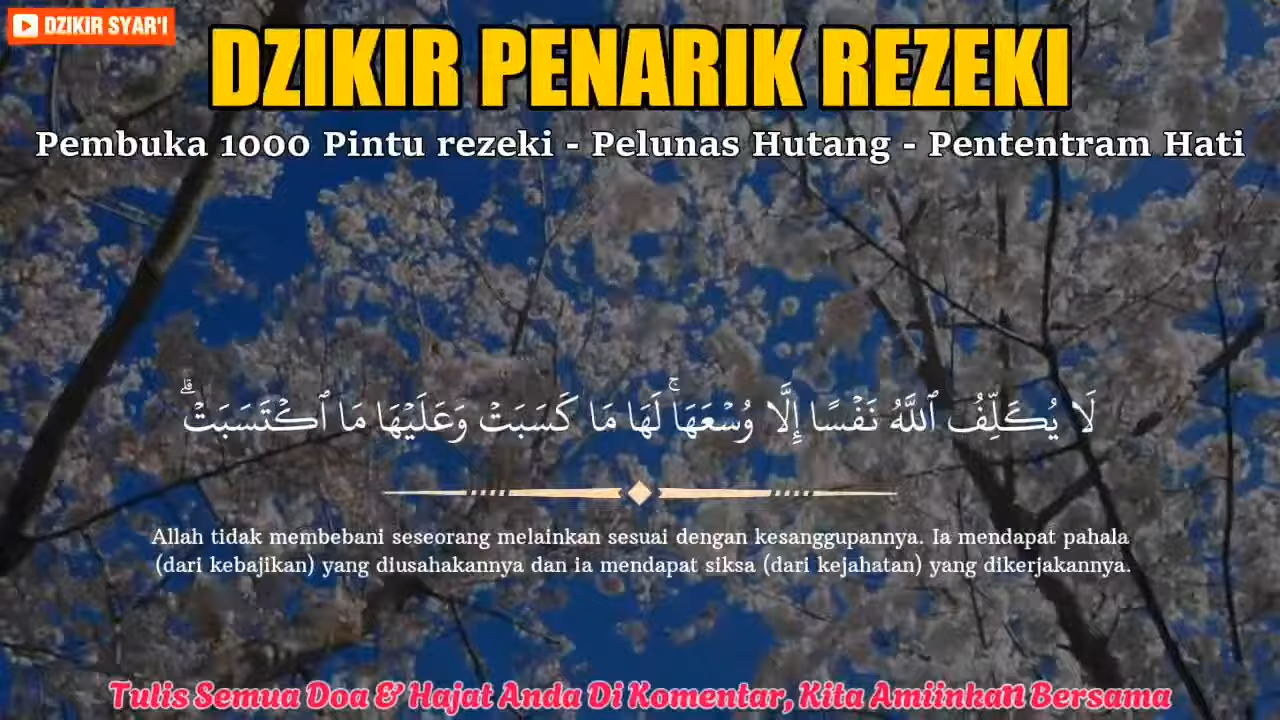 DZIKIR SYAR'I
DZIKIR PENARIK REZEKI
Pembuka 1000 Pintu rezeki - Pelunas Hutang - Pententram Hati
لَا يُكَلِّفُ ٱللَّهُ نَفْسًا إِلَّا وُسْعَهَا ۚ لَهَا مَا كَسَبَتْ وَعَلَيْهَا مَا ٱكْتَسَبَتْ ۗ
Allah tidak membebani seseorang melainkan sesuai dengan kesanggupannya. Ia mendapat pahala
(dari kebajikan) yang diusahakannya dan ia mendapat siksa (dari kejahatan) yang dikerjakannya.
Tulis Semua Doa & Hajat Anda Di Komentar, Kita Amiinkan Bersama